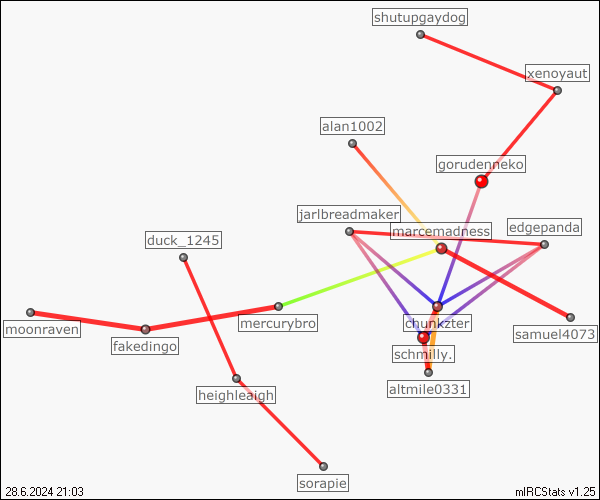 shutupgaydog
xenoyaut
alan1002
gorudenneko
jarlbreadmaker
marcemadness
edgepanda
duck_1245
moonraven
fakedingo
mercurybro
chunkzter
samuel4073
schmilly.
heighleaigh
altmile0331
sorapie
28.6.2024 21:03
mIRCStats v1.25